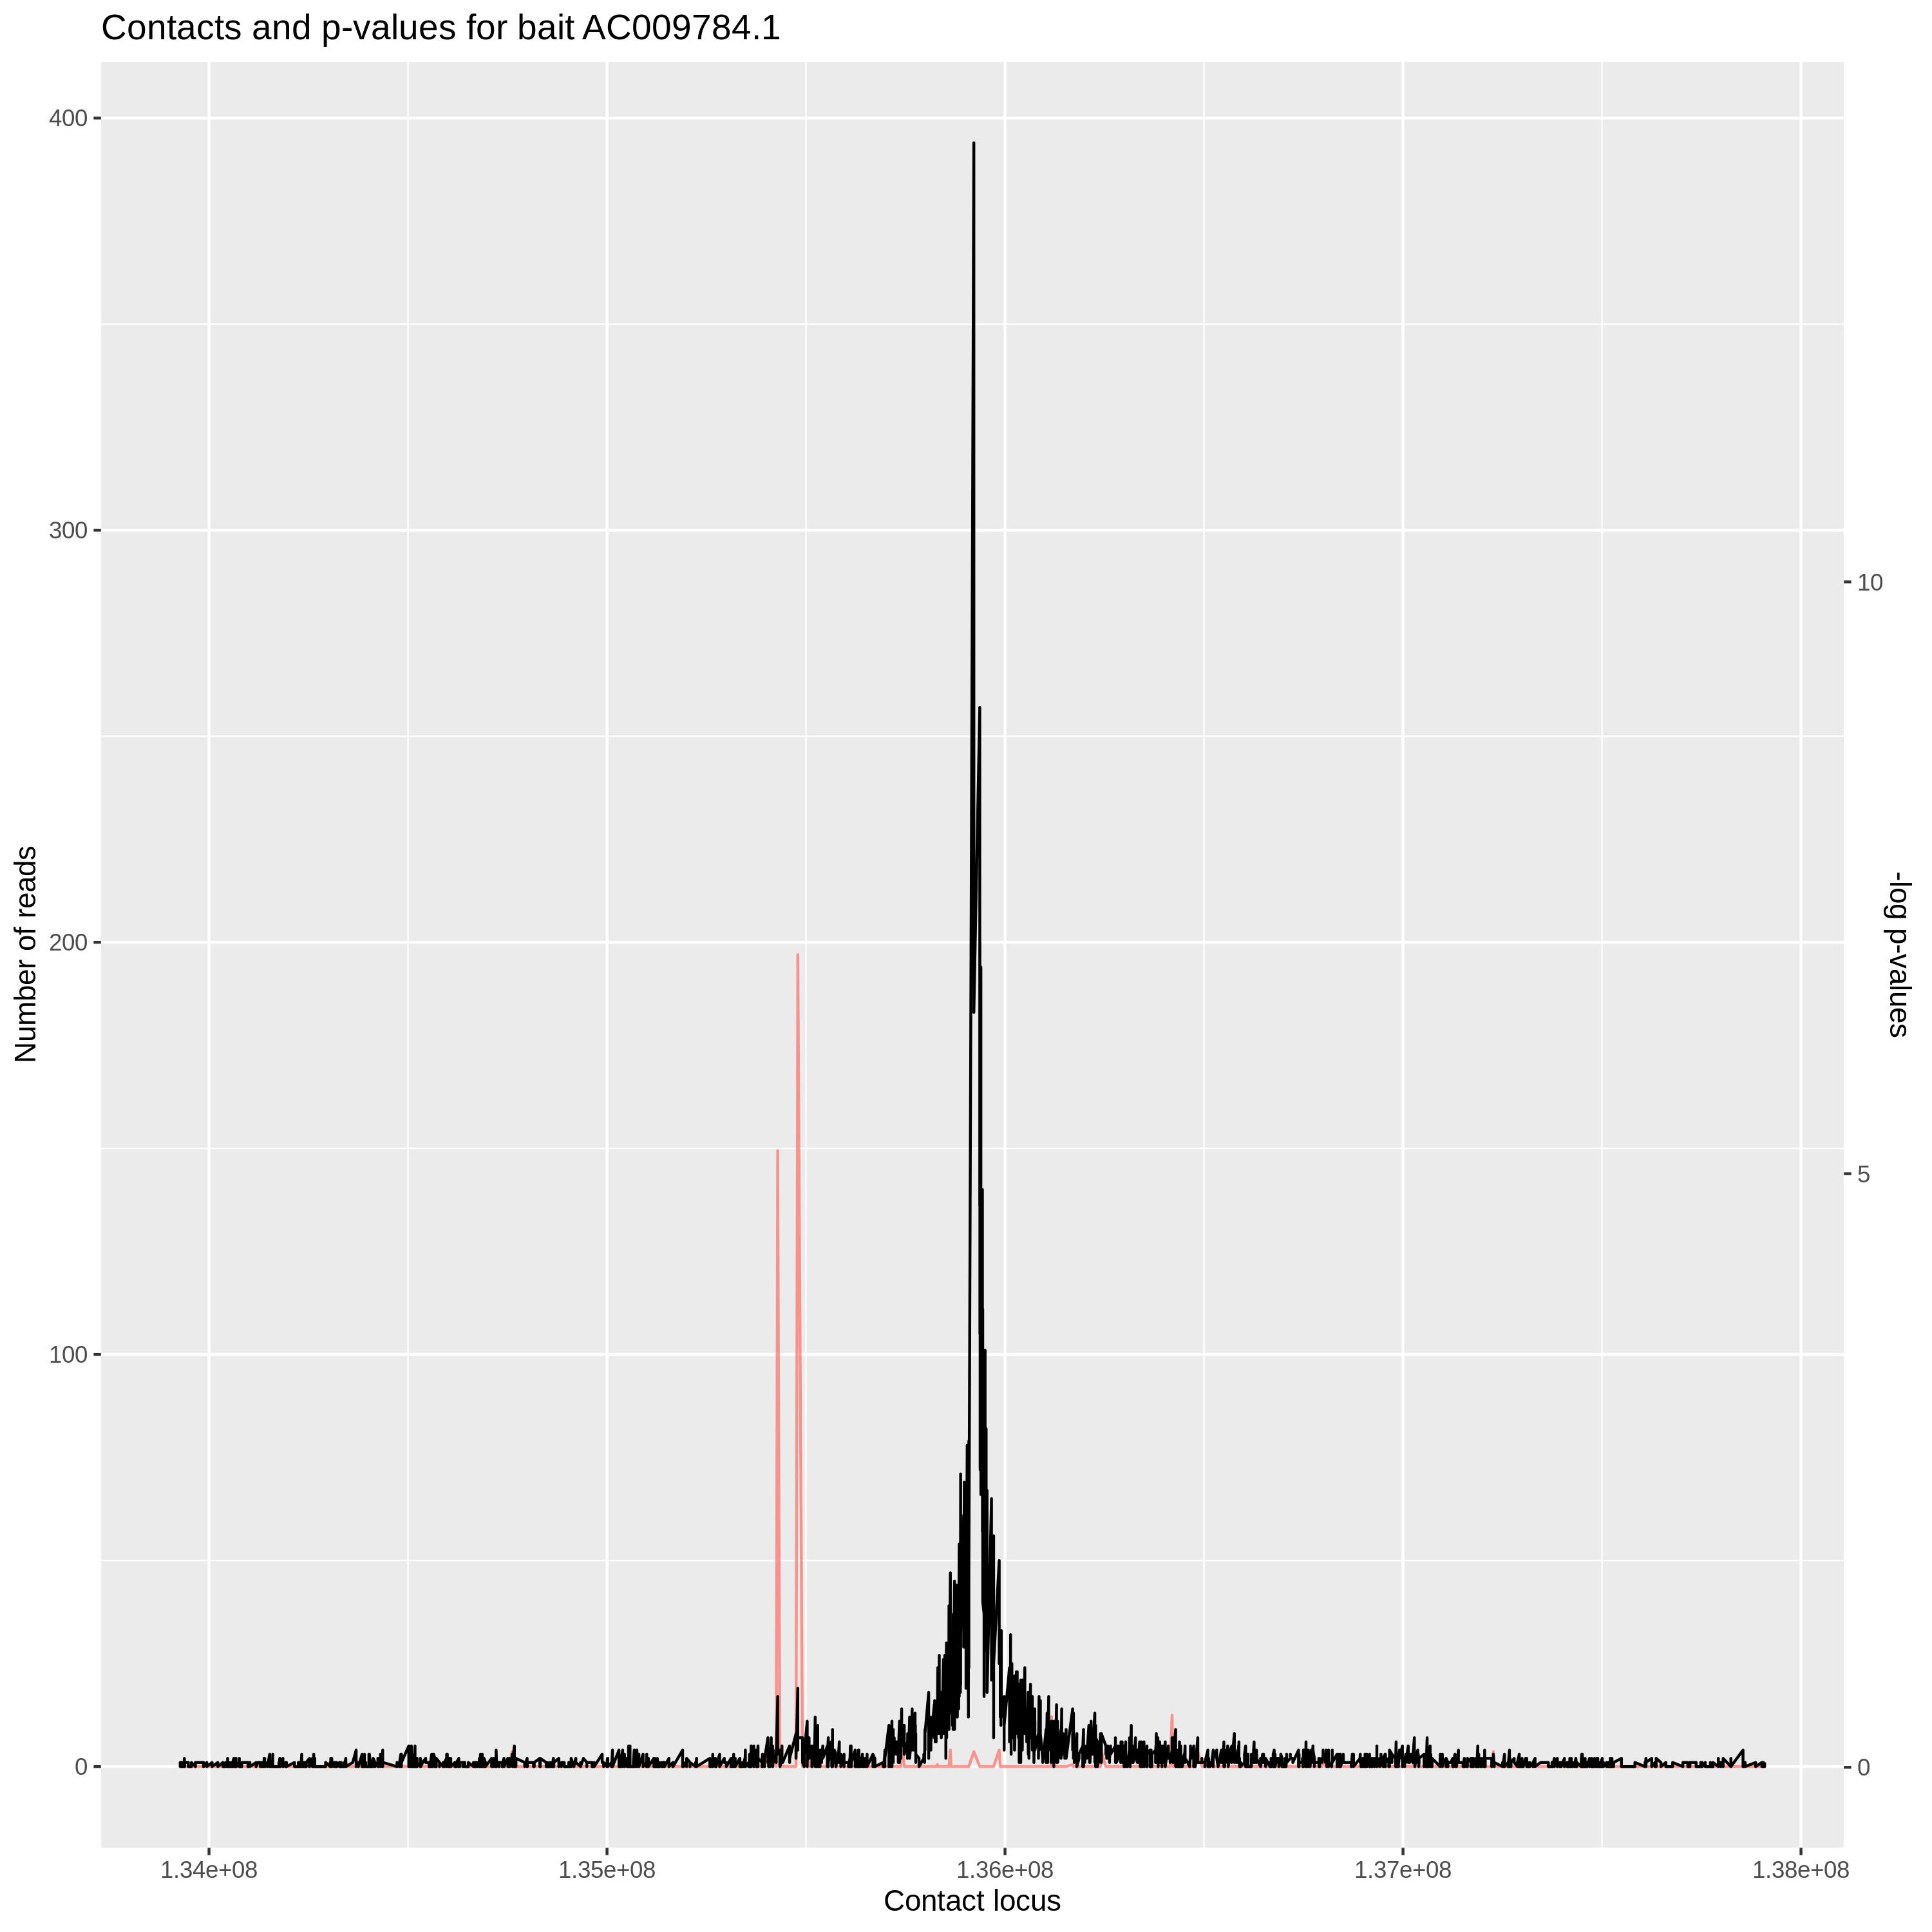 Contacts and p-values for bait AC009784.1
400
300
200
100
0
Number of reads
10
5
0
-log p-values
1.34e+08 1.35e+08 1.36e+08 1.37e+08 1.38e+08
Contact locus